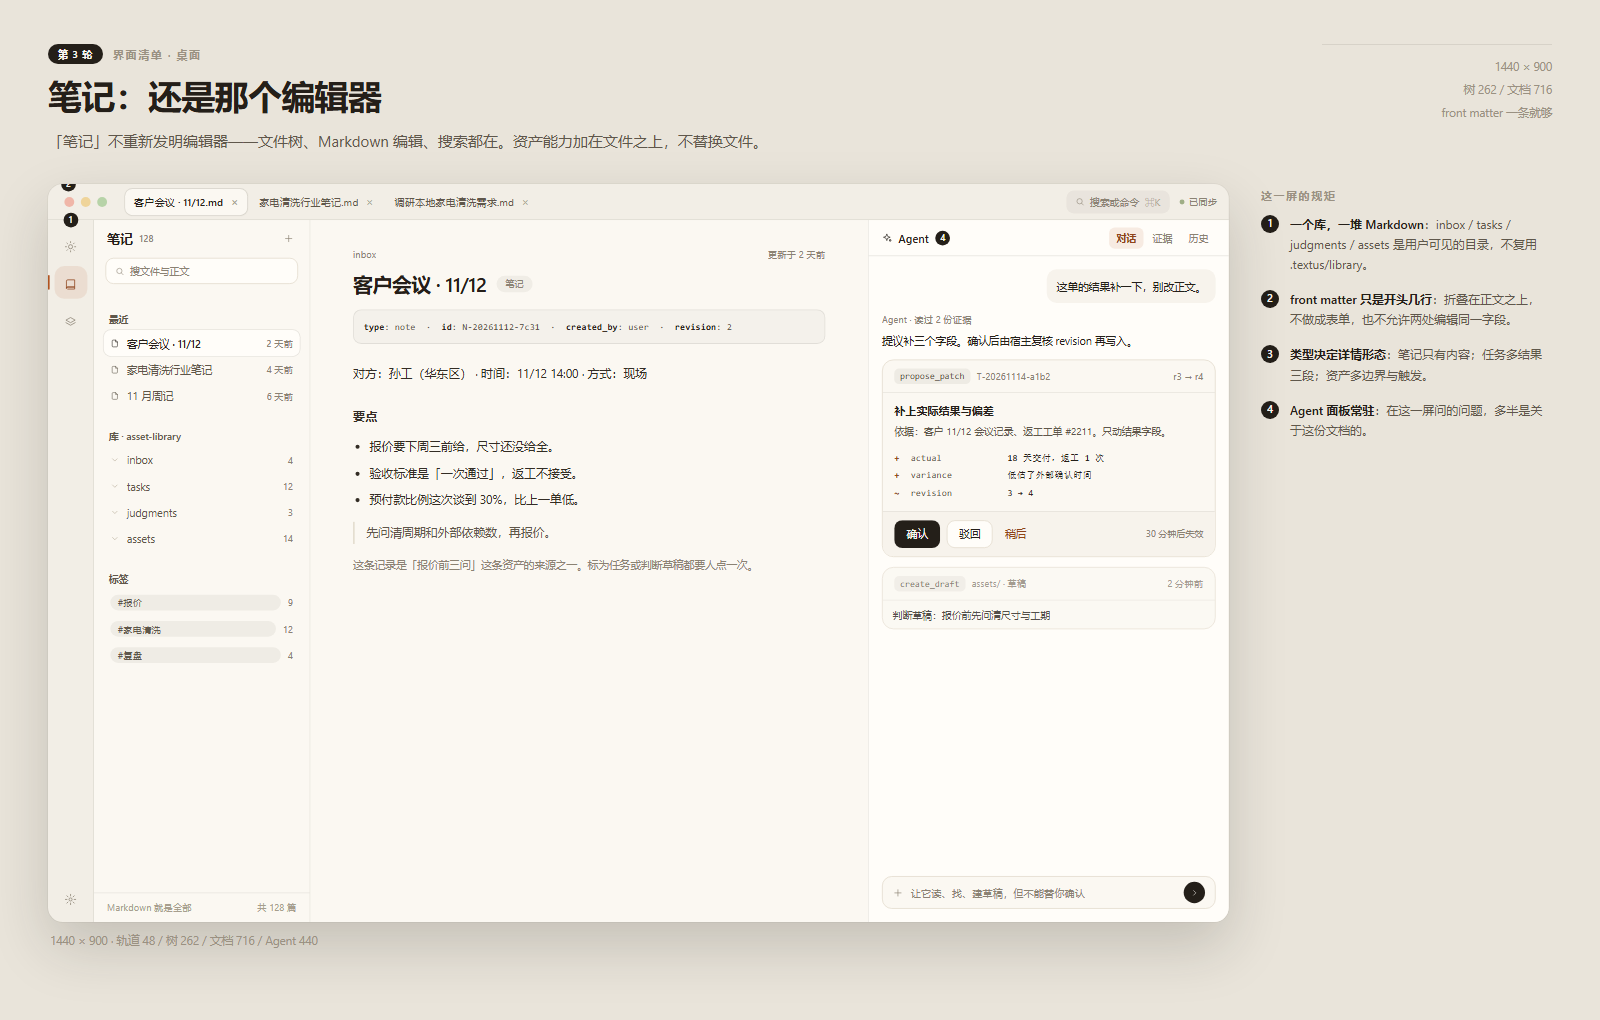 第 3 轮 界面清单 · 桌面
笔记：还是那个编辑器
「笔记」不重新发明编辑器——文件树、Markdown 编辑、搜索都在。资产能力加在文件之上，不替换文件。
1440 × 900
树 262 / 文档 716
front matter 一条就够
客户会议 · 11/12.md ×
家电清洗行业笔记.md ×
调研本地家电清洗需求.md ×
搜索或命令 ⌘K
已同步
2
1
笔记 128 +
搜文件与正文
最近
客户会议 · 11/12 2 天前
家电清洗行业笔记 4 天前
11 月周记 6 天前
库 · asset-library
inbox 4
tasks 12
judgments 3
assets 14
标签
#报价 9
#家电清洗 12
#复盘 4
Markdown 就是全部 共 128 篇
inbox 更新于 2 天前
客户会议 · 11/12 笔记
type: note · id: N-20261112-7c31 · created_by: user · revision: 2
对方：孙工（华东区） · 时间：11/12 14:00 · 方式：现场
要点
• 报价要下周三前给，尺寸还没给全。
• 验收标准是「一次通过」，返工不接受。
• 预付款比例这次谈到 30%，比上一单低。
先问清周期和外部依赖数，再报价。
这条记录是「报价前三问」这条资产的来源之一。标为任务或判断草稿都要人点一次。
Agent 4 对话 证据 历史
这单的结果补一下，别改正文。
Agent · 读过 2 份证据
提议补三个字段。确认后由宿主复核 revision 再写入。
propose_patch T-20261114-a1b2 r3 → r4
补上实际结果与偏差
依据：客户 11/12 会议记录、返工工单 #2211。只动结果字段。
+ actual 18 天交付，返工 1 次
+ variance 低估了外部确认时间
~ revision 3 → 4
确认 驳回 稍后 30 分钟后失效
create_draft assets/ · 草稿 2 分钟前
判断草稿：报价前先问清尺寸与工期
+ 让它读、找、建草稿，但不能替你确认
这一屏的规矩
1 一个库，一堆 Markdown：inbox / tasks /
judgments / assets 是用户可见的目录，不复用
.textus/library。
2 front matter 只是开头几行：折叠在正文之上，
不做成表单，也不允许两处编辑同一字段。
3 类型决定详情形态：笔记只有内容；任务多结果
三段；资产多边界与触发。
4 Agent 面板常驻：在这一屏问的问题，多半是关
于这份文档的。
1440 × 900 · 轨道 48 / 树 262 / 文档 716 / Agent 440